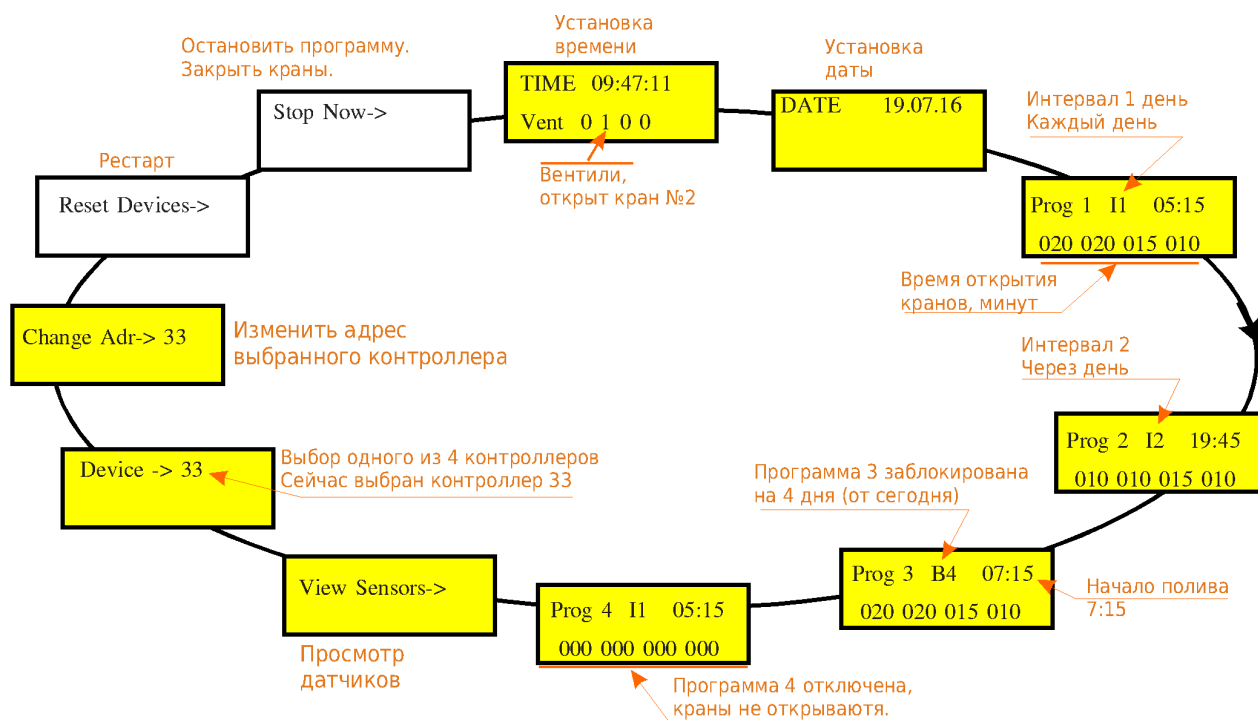 Остановить программу.
Закрыть краны.
Stop Now->
Установка
времени
TIME 09:47:11
Vent 0 1 0 0
Вентили,
открыт кран №2
Установка
даты
DATE 19.07.16
Интервал 1 день
Каждый день
Prog 1 I1 05:15
020 020 015 010
Время открытия
кранов, минут
Интервал 2
Через день
Prog 2 I2 19:45
010 010 015 010
Программа 3 заблокирована
на 4 дня (от сегодня)
Prog 3 B4 07:15
020 020 015 010
Начало полива
7:15
Prog 4 I1 05:15
000 000 000 000
Программа 4 отключена,
краны не открываютя.
View Sensors->
Просмотр
датчиков
Device -> 33
Выбор одного из 4 контроллеров
Сейчас выбран контроллер 33
Change Adr-> 33
Изменить адрес
выбранного контроллера
Рестарт
Reset Devices->